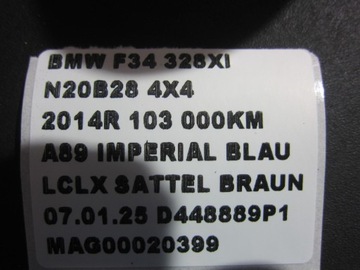 BMW F34 328XI
N20B28 4X4
2014R 103 000KM
A89 IMPERIAL BLAU
LCLX SATTEL BRAUN
07.01.25 D448889P1
MAG00020399